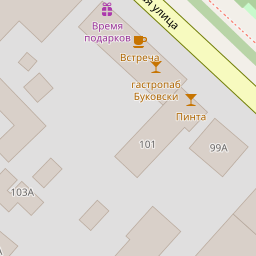 ая улица
Время
подарков
Встреча
гастропаб
Буковски
Пинта
101
99А
103А